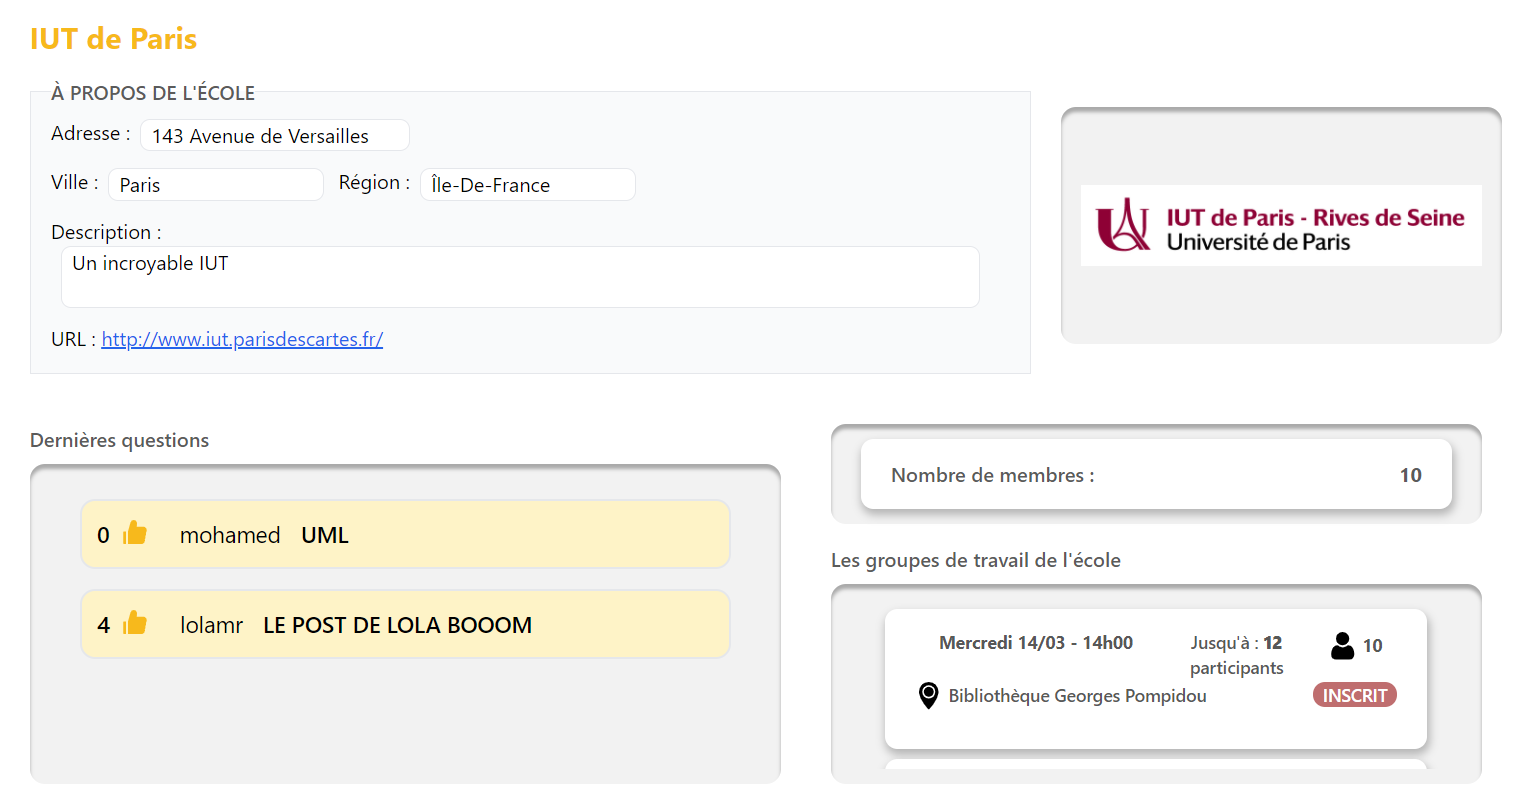 IUT de Paris
À PROPOS DE L'ÉCOLE
Adresse : 143 Avenue de Versailles
Ville : Paris Région : Île-De-France
Description :
Un incroyable IUT
URL : http://www.iut.parisdescartes.fr/
IUT de Paris - Rives de Seine
Université de Paris
Dernières questions
0 mohamed UML
4 lolamr LE POST DE LOLA BOOOM
Nombre de membres : 10
Les groupes de travail de l'école
Mercredi 14/03 - 14h00 Jusqu'à : 12 10
participants
Bibliothèque Georges Pompidou INSCRIT